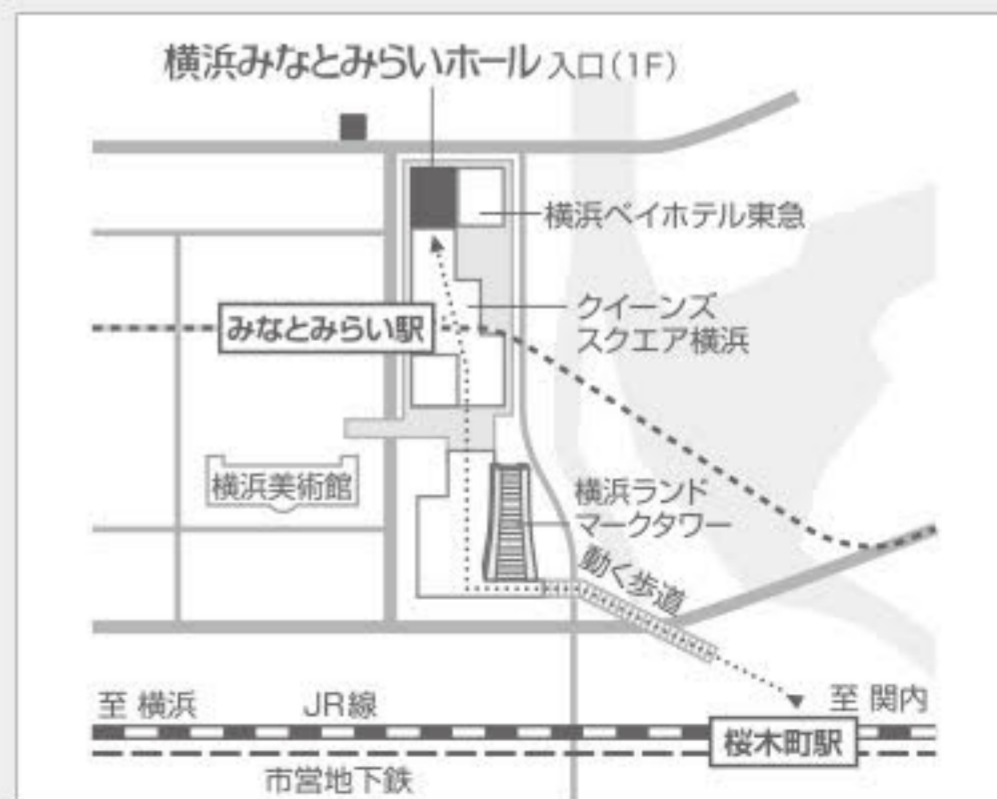 横浜みなとみらいホール 入口(1F)
横浜ベイホテル東急
クイーンズ
スクエア横浜
みなとみらい駅
横浜美術館
横浜ランド
マークタワー
動く歩道
至 横浜
JR線
至 関内
桜木町駅
市営地下鉄